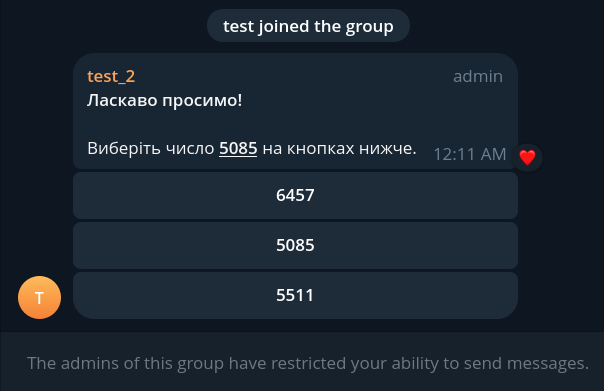 test joined the group
test_2 admin
Ласкаво просимо!
Виберіть число 5085 на кнопках нижче. 12:11 AM
6457
5085
5511
T
The admins of this group have restricted your ability to send messages.